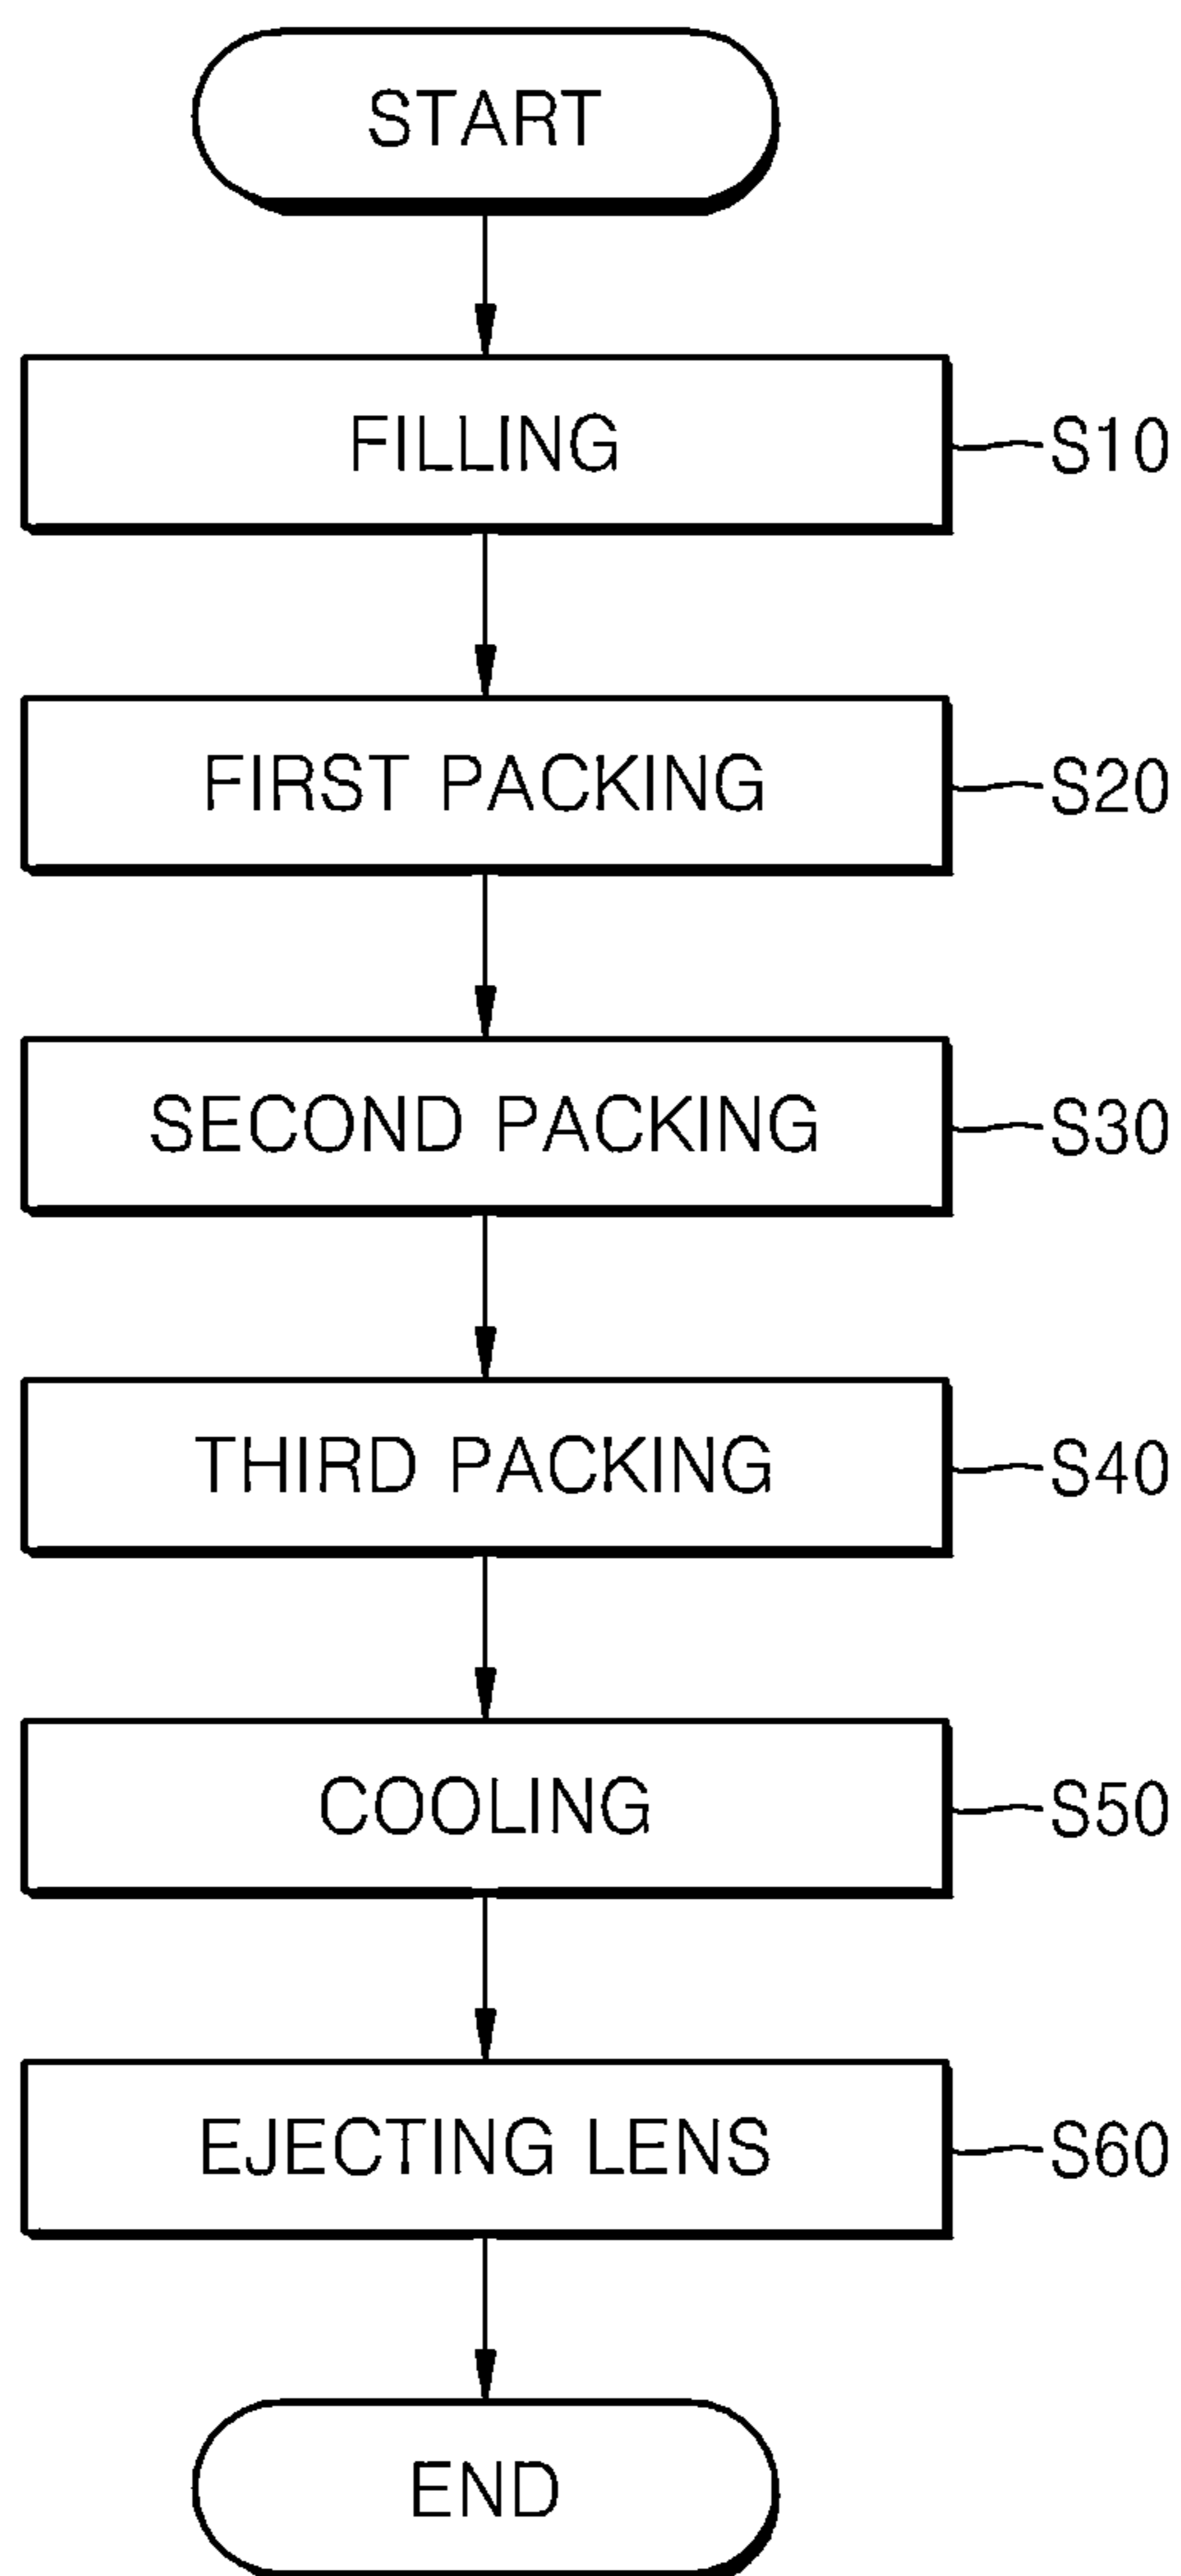 START
FILLING S10
FIRST PACKING S20
SECOND PACKING S30
THIRD PACKING S40
COOLING S50
EJECTING LENS S60
END